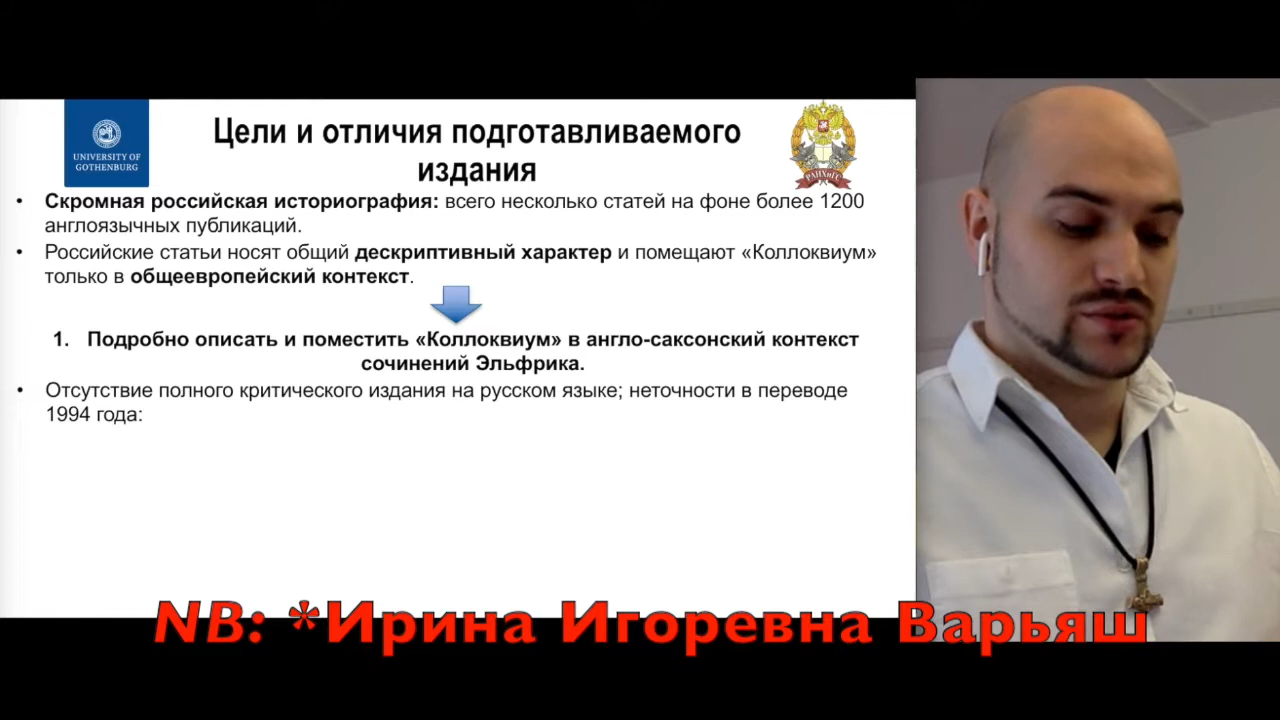 UNIVERSITY OF
GOTHENBURG
Цели и отличия подготавливаемого
издания
РАНХиГС
• Скромная российская историография: всего несколько статей на фоне более 1200
англоязычных публикаций.
• Российские статьи носят общий дескриптивный характер и помещают «Коллоквиум»
только в общеевропейский контекст.
1. Подробно описать и поместить «Коллоквиум» в англо-саксонский контекст
сочинений Эльфрика.
• Отсутствие полного критического издания на русском языке; неточности в переводе
1994 года:
NB: *Ирина Игоревна Варьяш